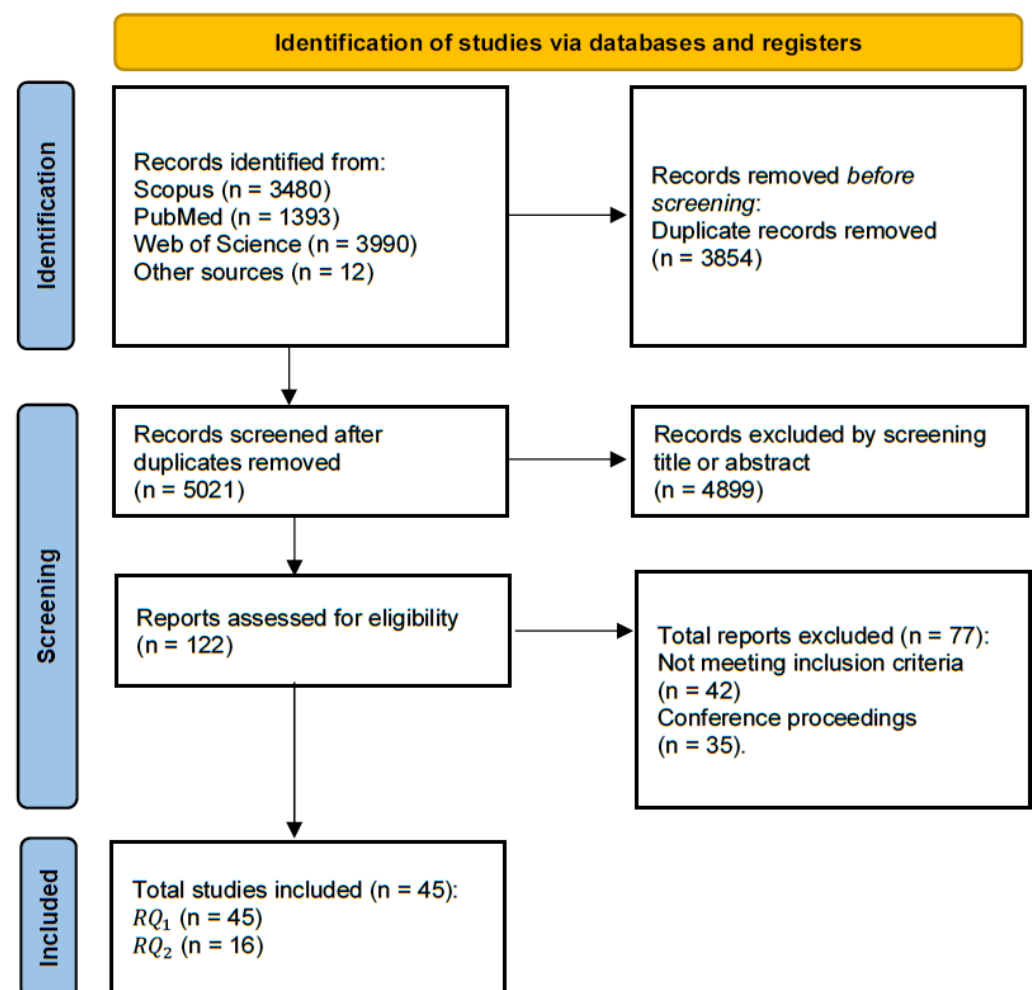 Identification of studies via databases and registers
Identification
Records identified from:
Scopus (n = 3480)
PubMed (n = 1393)
Web of Science (n = 3990)
Other sources (n = 12)
Records removed before
screening:
Duplicate records removed
(n = 3854)
Screening
Records screened after
duplicates removed
(n = 5021)
Records excluded by screening
title or abstract
(n = 4899)
Reports assessed for eligibility
(n = 122)
Total reports excluded (n = 77):
Not meeting inclusion criteria
(n = 42)
Conference proceedings
(n = 35).
Included
Total studies included (n = 45):
RQ₁ (n = 45)
RQ₂ (n = 16)